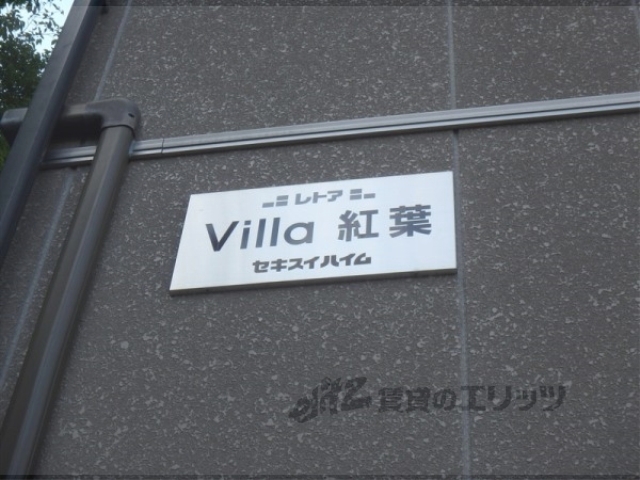 レトア
Villa 紅葉
セキスイハイム
賃貸のエリッツ